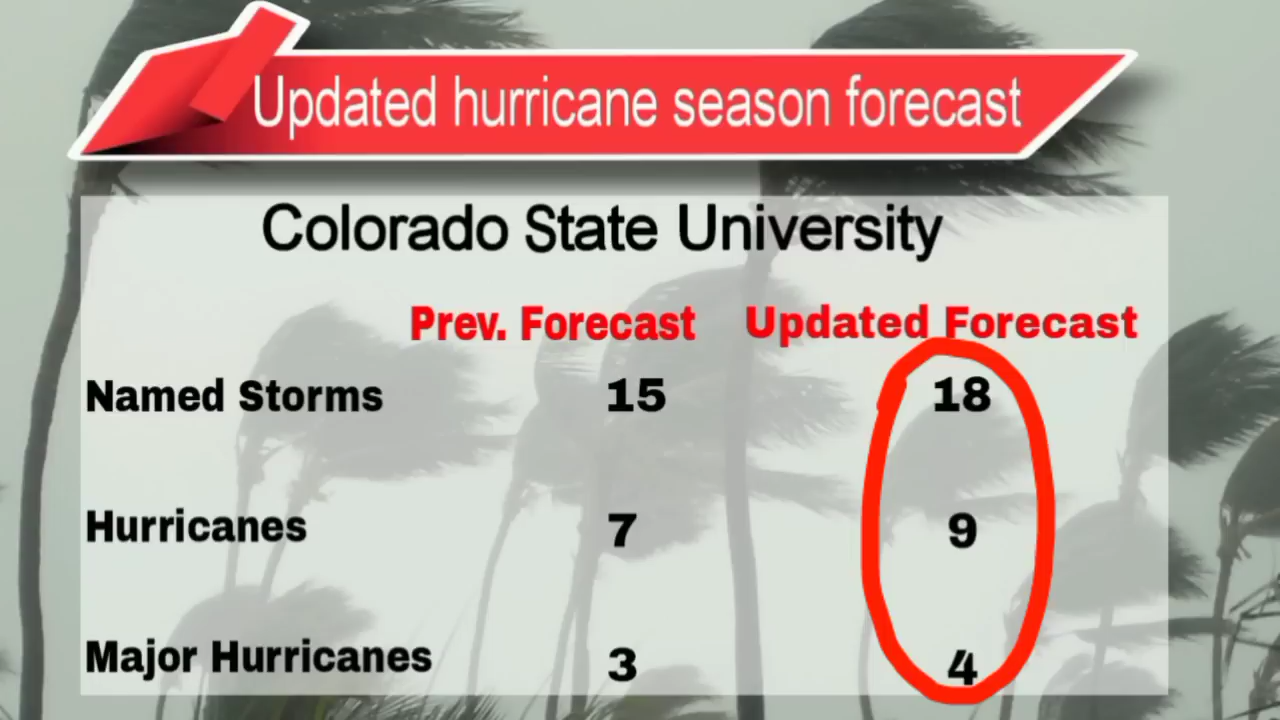 Updated hurricane season forecast
Colorado State University
Prev. Forecast Updated Forecast
Named Storms 15 18
Hurricanes 7 9
Major Hurricanes 3 4